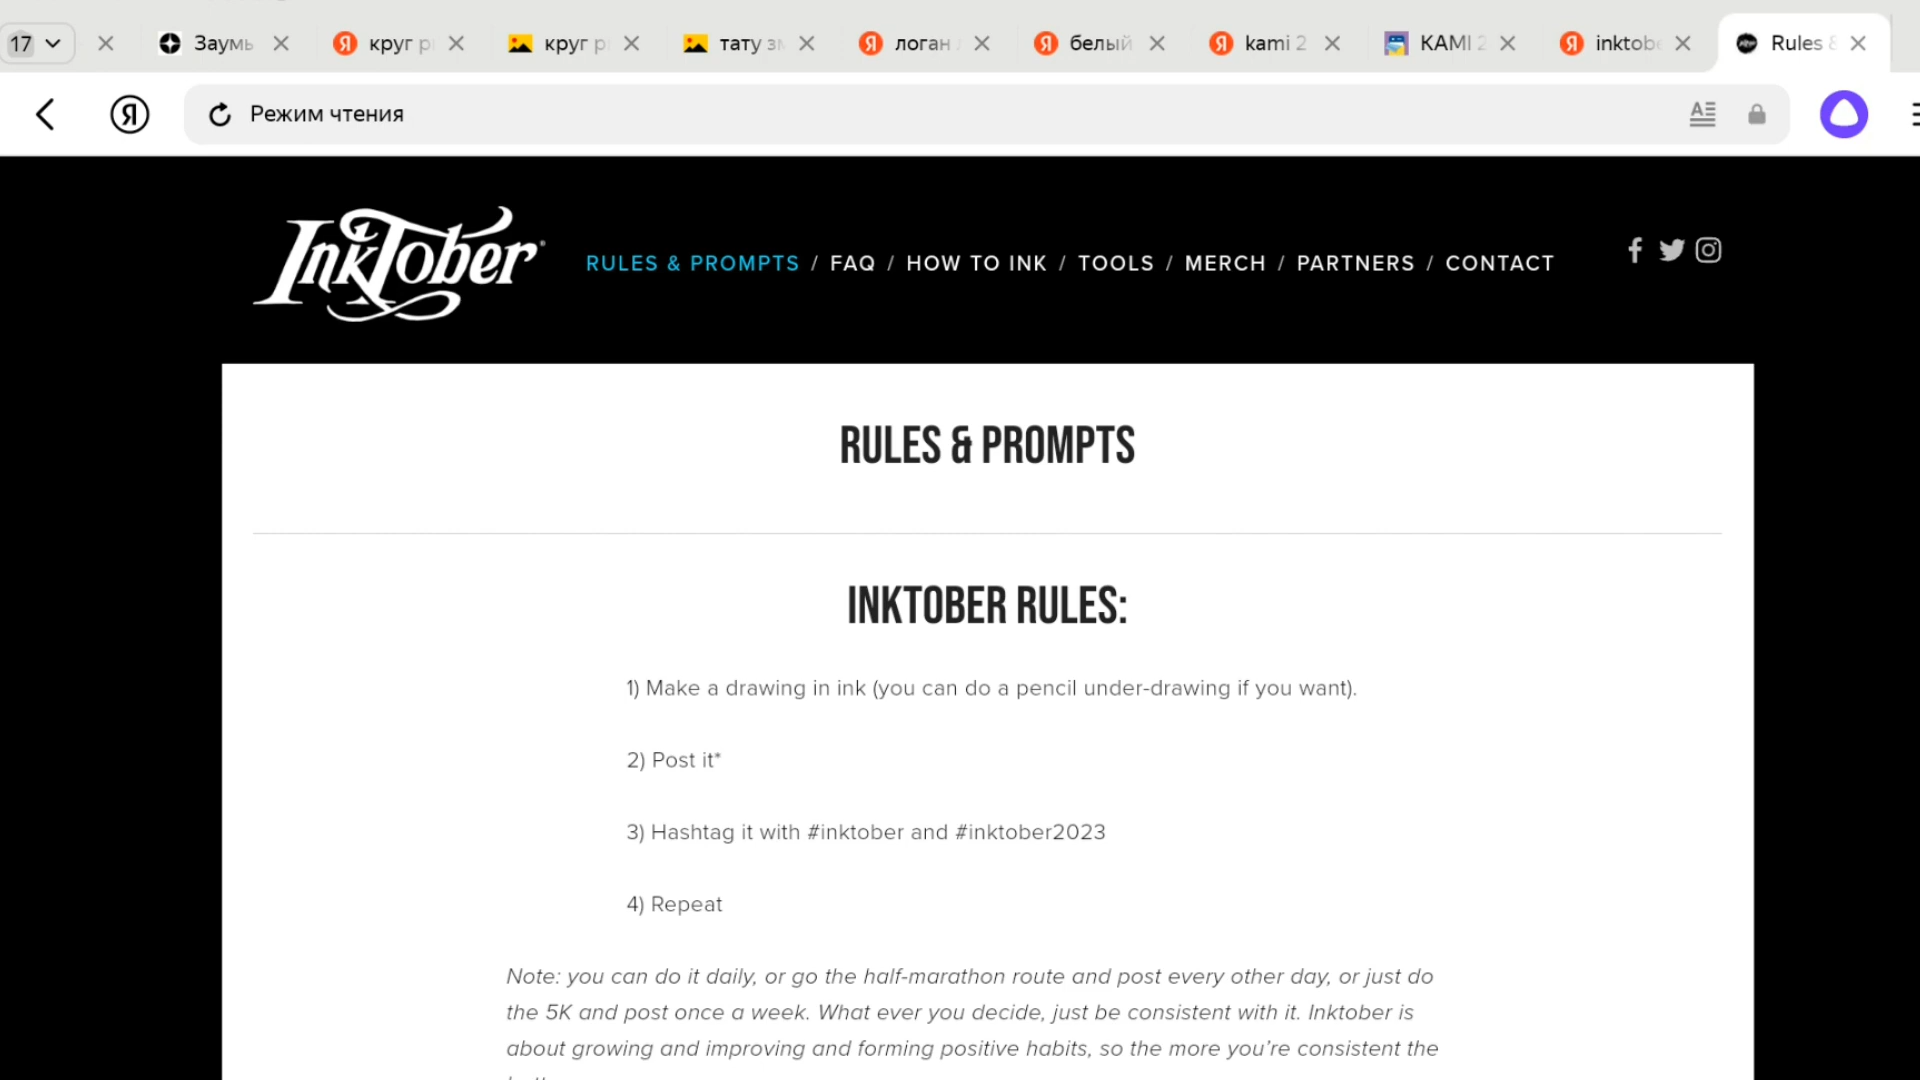 17 Заумь круг р круг р тату зм логан белый kami 2 KAMI 2 inktobe Rules &
Режим чтения
InkTober
RULES & PROMPTS / FAQ / HOW TO INK / TOOLS / MERCH / PARTNERS / CONTACT
RULES & PROMPTS
INKTOBER RULES:
1) Make a drawing in ink (you can do a pencil under-drawing if you want).
2) Post it*
3) Hashtag it with #inktober and #inktober2023
4) Repeat
Note: you can do it daily, or go the half-marathon route and post every other day, or just do
the 5K and post once a week. What ever you decide, just be consistent with it. Inktober is
about growing and improving and forming positive habits, so the more you’re consistent the